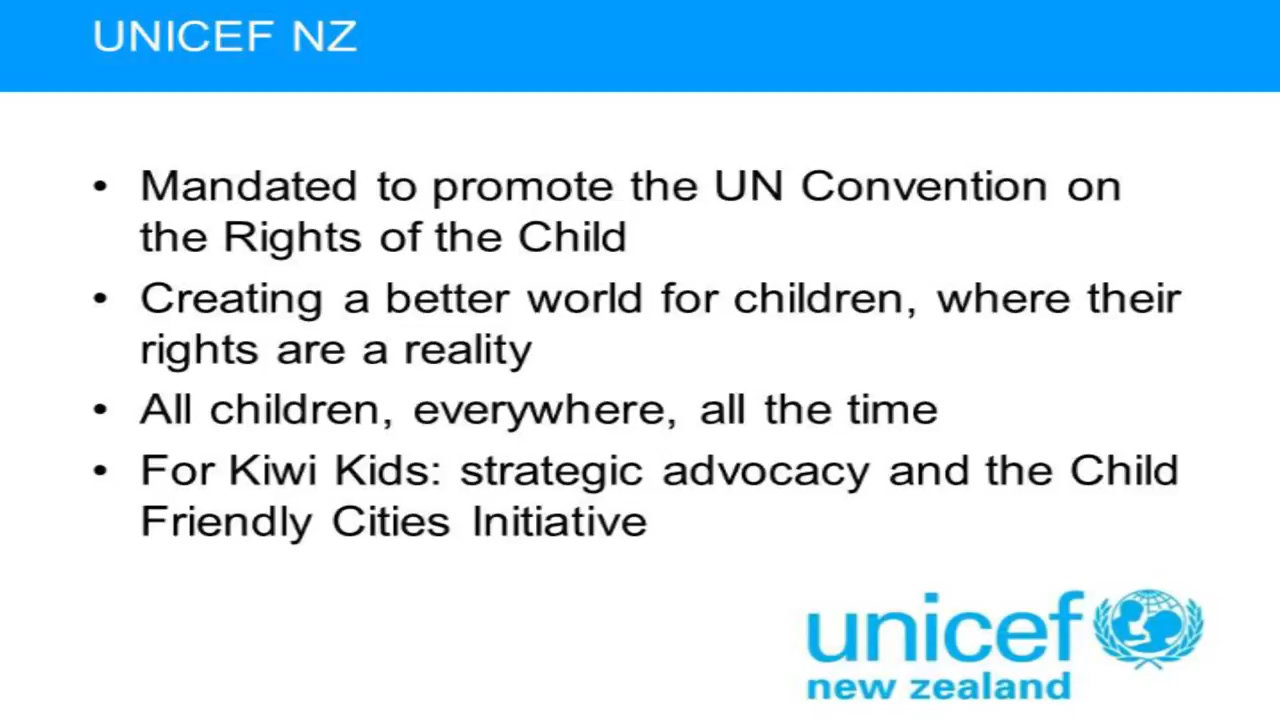 UNICEF NZ
• Mandated to promote the UN Convention on
the Rights of the Child
• Creating a better world for children, where their
rights are a reality
• All children, everywhere, all the time
• For Kiwi Kids: strategic advocacy and the Child
Friendly Cities Initiative
unicef
new zealand